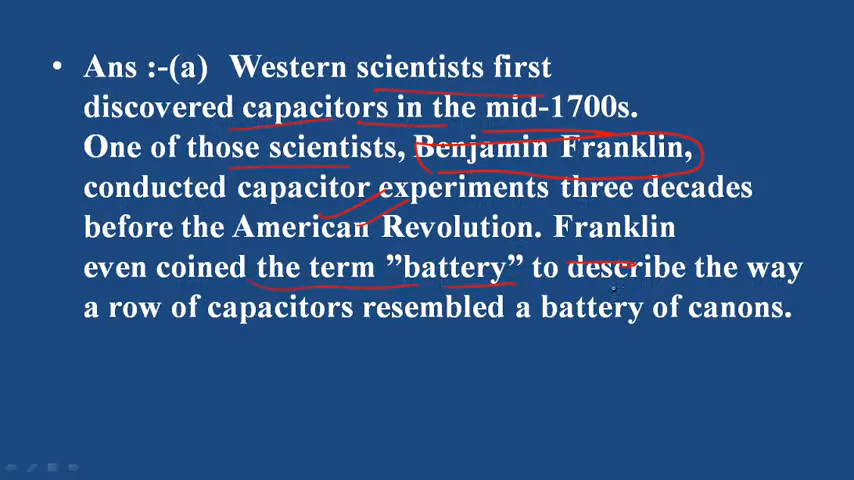 • Ans :-(a) Western scientists first
discovered capacitors in the mid-1700s.
One of those scientists, Benjamin Franklin,
conducted capacitor experiments three decades
before the American Revolution. Franklin
even coined the term ”battery” to describe the way
a row of capacitors resembled a battery of canons.